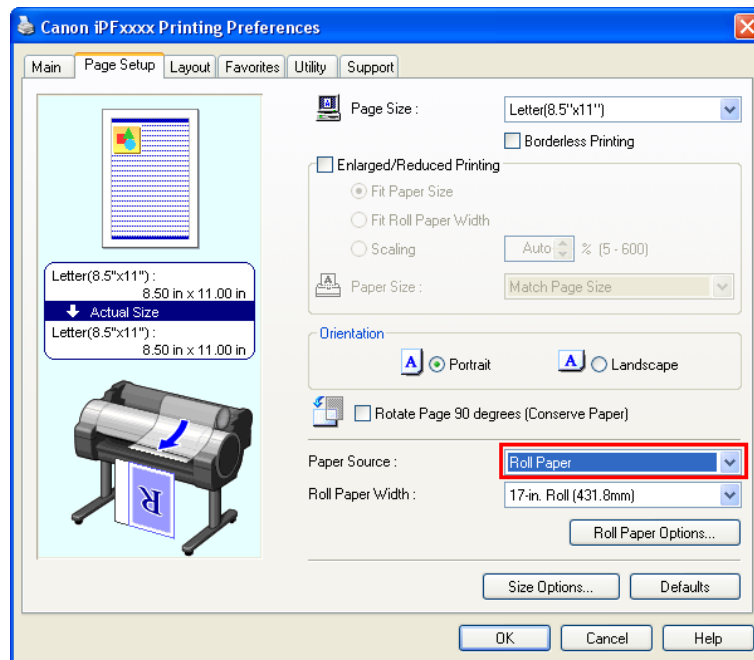 Canon iPFxxxx Printing Preferences
Main Page Setup Layout Favorites Utility Support
Page Size : Letter(8.5"x11")
Borderless Printing
Enlarged/Reduced Printing
Fit Paper Size
Fit Roll Paper Width
Scaling Auto % (5 - 600)
Paper Size : Match Page Size
Letter(8.5"x11") :
8.50 in x 11.00 in
Actual Size
Letter(8.5"x11") :
8.50 in x 11.00 in
Orientation
A Portrait A Landscape
Rotate Page 90 degrees (Conserve Paper)
R
Paper Source : Roll Paper
Roll Paper Width : 17-in. Roll (431.8mm)
Roll Paper Options...
Size Options... Defaults
OK Cancel Help